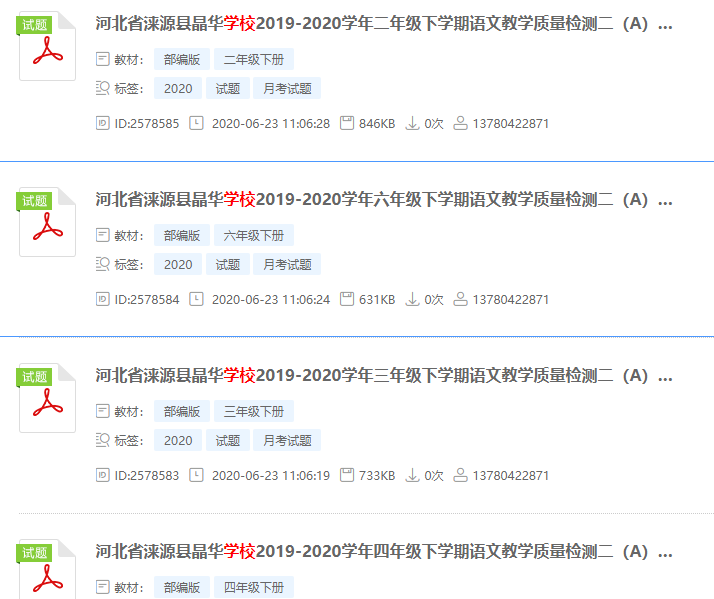 试题
河北省涞源县晶华学校2019-2020学年二年级下学期语文教学质量检测二（A）...
教材： 部编版 二年级下册
标签： 2020 试题 月考试题
ID:2578585 2020-06-23 11:06:28 846KB 0次 13780422871
试题
河北省涞源县晶华学校2019-2020学年六年级下学期语文教学质量检测二（A）...
教材： 部编版 六年级下册
标签： 2020 试题 月考试题
ID:2578584 2020-06-23 11:06:24 631KB 0次 13780422871
试题
河北省涞源县晶华学校2019-2020学年三年级下学期语文教学质量检测二（A）...
教材： 部编版 三年级下册
标签： 2020 试题 月考试题
ID:2578583 2020-06-23 11:06:19 733KB 0次 13780422871
试题
河北省涞源县晶华学校2019-2020学年四年级下学期语文教学质量检测二（A）...
教材： 部编版 四年级下册